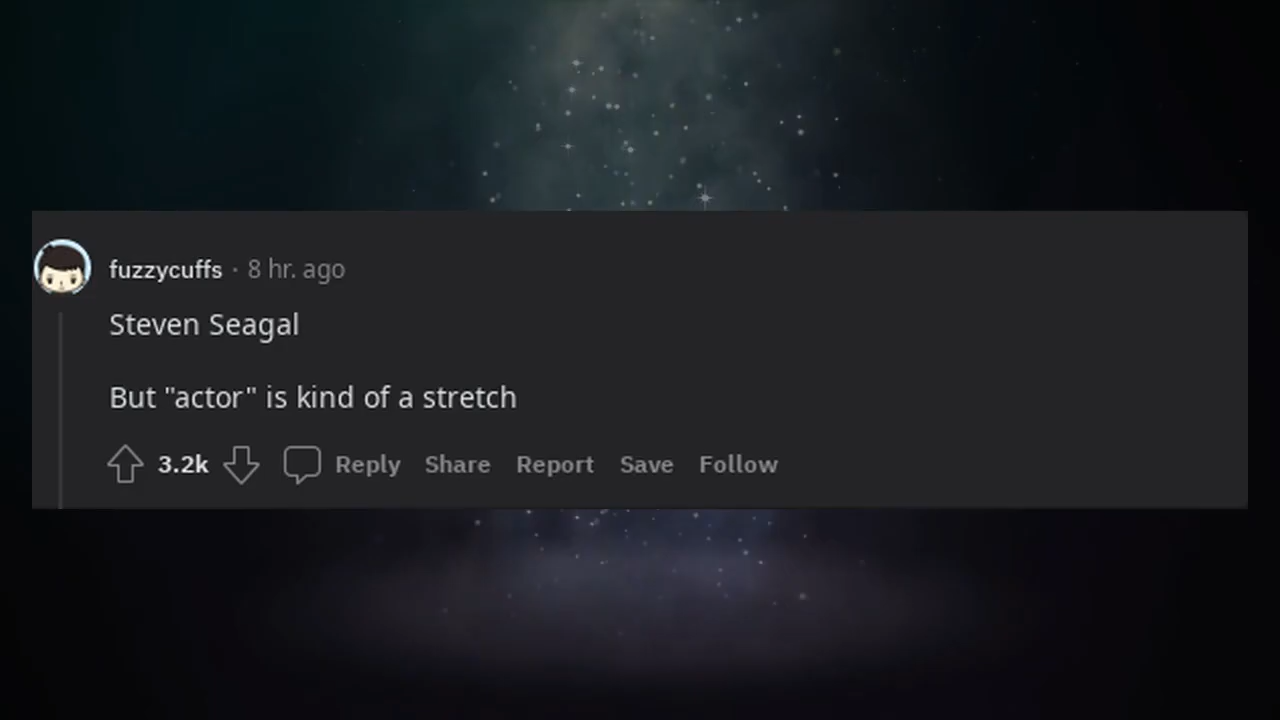 fuzzycuffs · 8 hr. ago
Steven Seagal
But "actor" is kind of a stretch
3.2k Reply Share Report Save Follow